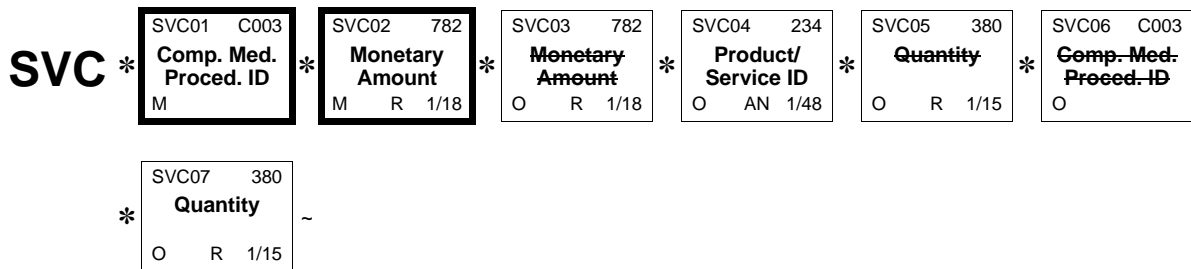 SVC01 C003 SVC02 782 SVC03 782 SVC04 234 SVC05 380 SVC06 C003
SVC * Comp. Med. Proced. ID * Monetary Amount * Monetary Amount * Product/ Service ID * Quantity * Comp. Med. Proced. ID
M M R 1/18 O R 1/18 O AN 1/48 O R 1/15 O
SVC07 380
* Quantity ~
O R 1/15